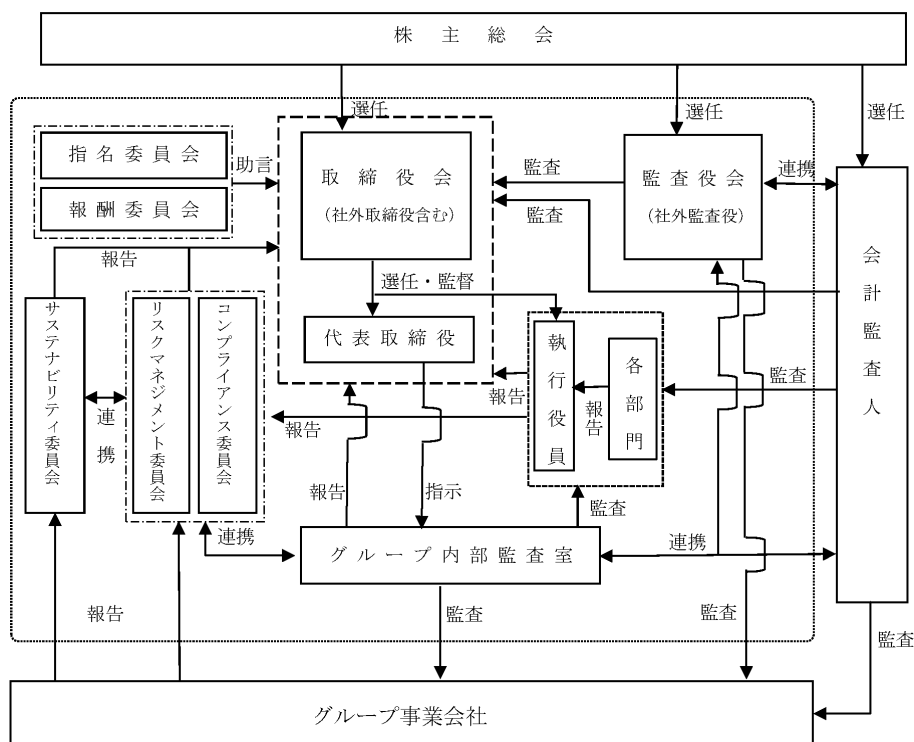 株主総会
選任
選任
選任
指名委員会
報酬委員会
助言
取締役会
(社外取締役含む)
監査
監査
監査役会
(社外監査役)
連携
会計監査人
報告
選任・監督
代表取締役
サステナビリティ委員会
連携
リスクマネジメント委員会
コンプライアンス委員会
執行役員
報告
各部門
監査
報告
報告
報告
指示
監査
連携
グループ内部監査室
連携
報告
監査
監査
監査
グループ事業会社